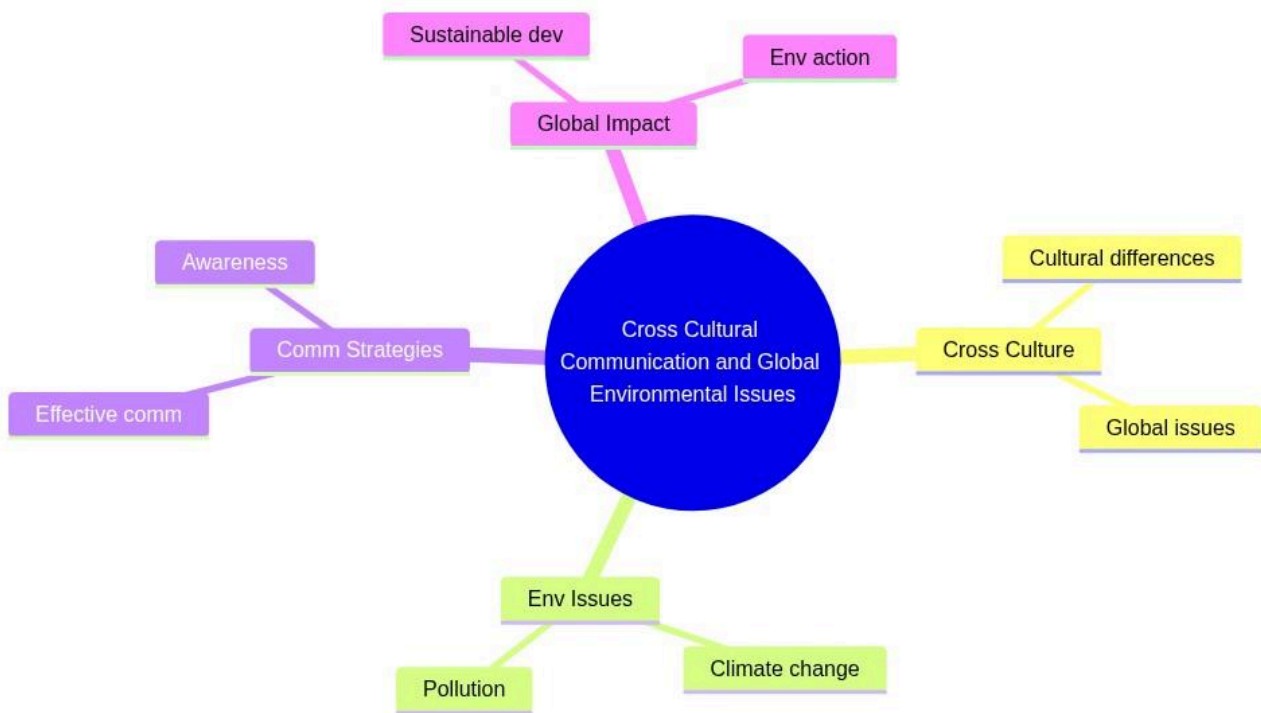 Sustainable dev
Env action
Global Impact
Awareness
Comm Strategies
Effective comm
Cross Cultural
Communication and Global
Environmental Issues
Cultural differences
Cross Culture
Global issues
Env Issues
Pollution
Climate change